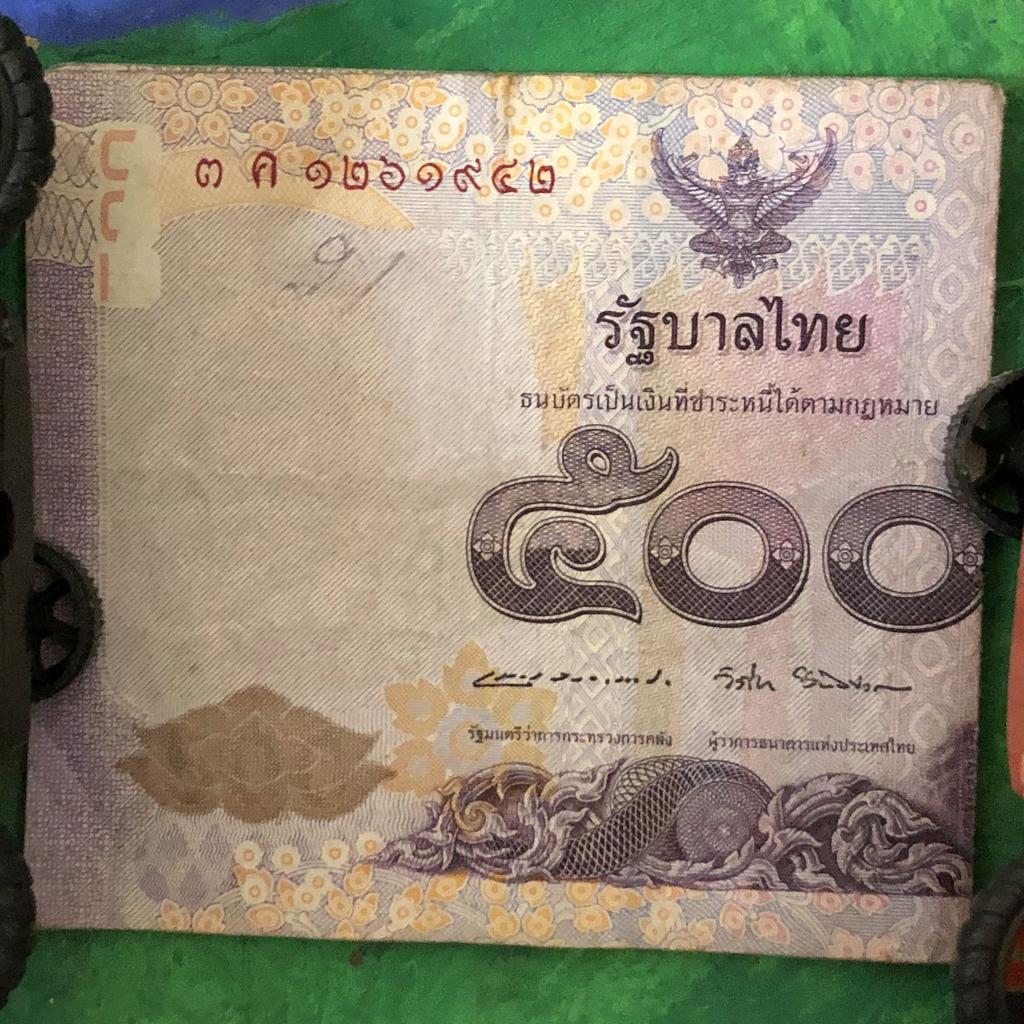 ๓ ค ๑๒๖๑๙๔๒
รัฐบาลไทย
ธนบัตรเป็นเงินที่ชำระหนี้ได้ตามกฎหมาย
๕๐๐
รัฐมนตรีว่าการกระทรวงการคลัง ผู้ว่าการธนาคารแห่งประเทศไทย